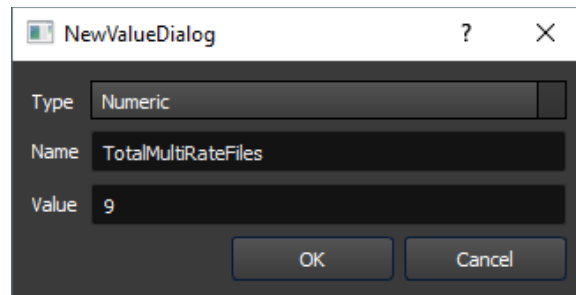 NewValueDialog ? X
Type Numeric
Name TotalMultiRateFiles
Value 9
OK Cancel